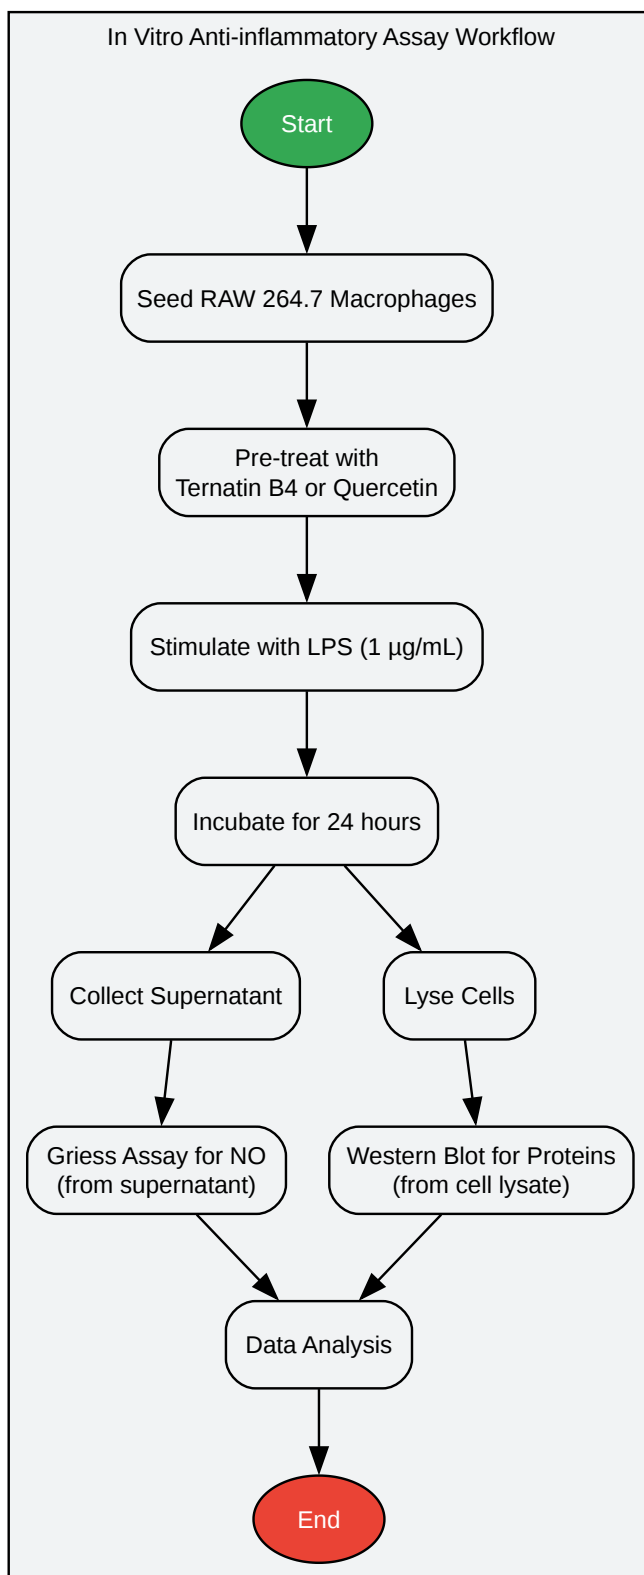 In Vitro Anti-inflammatory Assay Workflow
Start
Seed RAW 264.7 Macrophages
Pre-treat with
Ternatin B4 or Quercetin
Stimulate with LPS (1 µg/mL)
Incubate for 24 hours
Collect Supernatant
Lyse Cells
Griess Assay for NO
(from supernatant)
Western Blot for Proteins
(from cell lysate)
Data Analysis
End